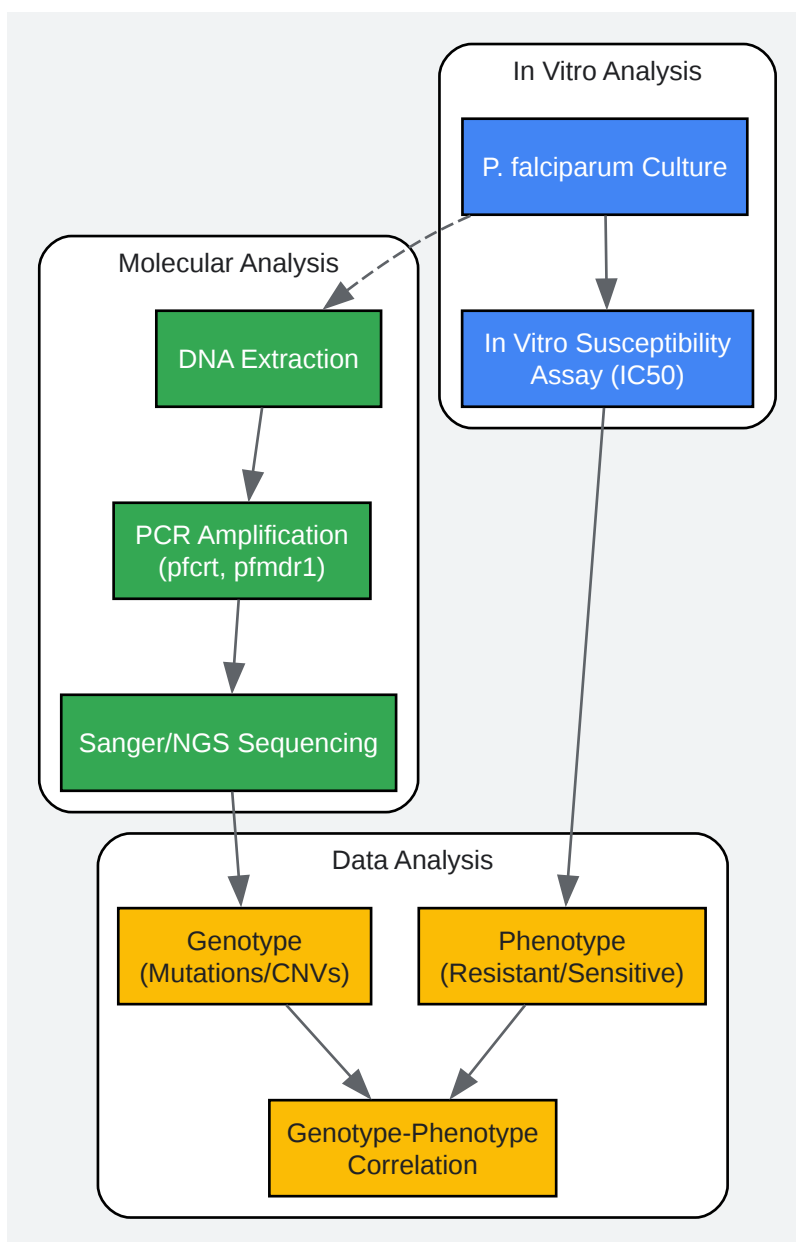 In Vitro Analysis
P. falciparum Culture
In Vitro Susceptibility
Assay (IC50)
Molecular Analysis
DNA Extraction
PCR Amplification
(pfcrt, pfmdr1)
Sanger/NGS Sequencing
Data Analysis
Genotype
(Mutations/CNVs)
Phenotype
(Resistant/Sensitive)
Genotype-Phenotype
Correlation